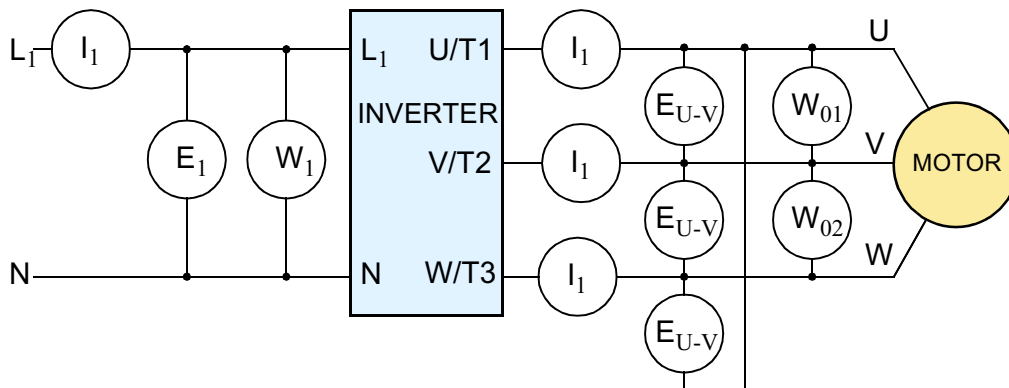 L1 I1 L1 U/T1 I1 U
EU-V W01
INVERTER
E1 W1 V/T2 I1 V MOTOR
EU-V W02
N N W/T3 I1 W
EU-V